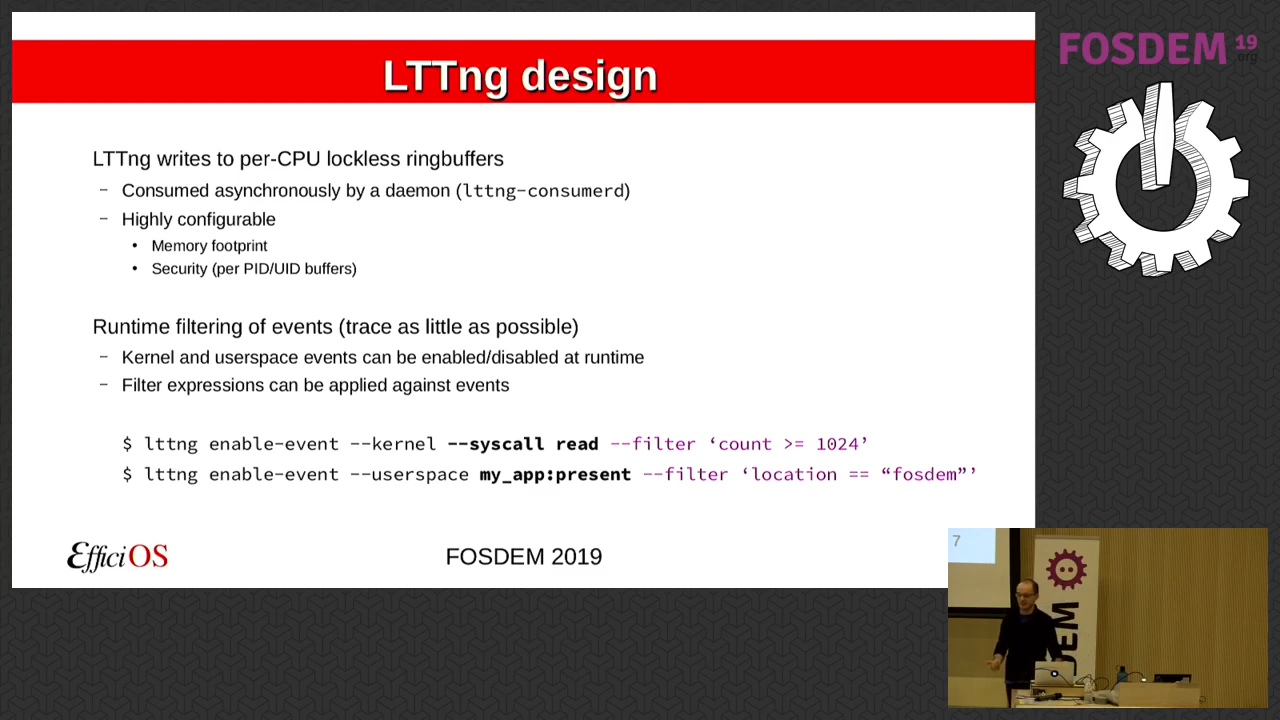 LTTng design
FOSDEM 19
.org
LTTng writes to per-CPU lockless ringbuffers
– Consumed asynchronously by a daemon (lttng-consumerd)
– Highly configurable
• Memory footprint
• Security (per PID/UID buffers)
Runtime filtering of events (trace as little as possible)
– Kernel and userspace events can be enabled/disabled at runtime
– Filter expressions can be applied against events
$ lttng enable-event --kernel --syscall read --filter ‘count >= 1024’
$ lttng enable-event --userspace my_app:present --filter ‘location == “fosdem”’
EfficiOS
FOSDEM 2019
7
DEM